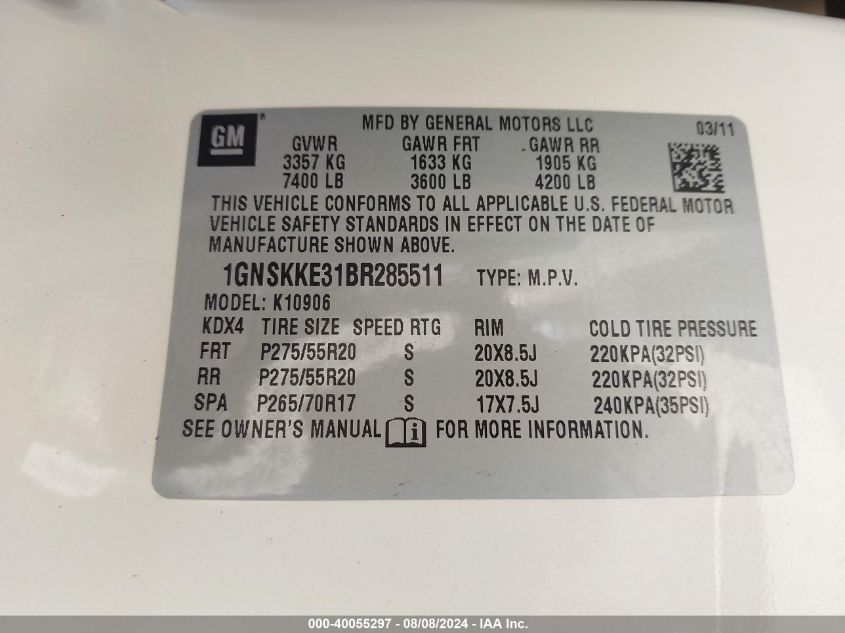 GM ®
MFD BY GENERAL MOTORS LLC 03/11
GVWR GAWR FRT GAWR RR
3357 KG 1633 KG 1905 KG
7400 LB 3600 LB 4200 LB
THIS VEHICLE CONFORMS TO ALL APPLICABLE U.S. FEDERAL MOTOR
VEHICLE SAFETY STANDARDS IN EFFECT ON THE DATE OF
MANUFACTURE SHOWN ABOVE.
1GNSKKE31BR285511 TYPE: M.P.V.
MODEL: K10906
KDX4 TIRE SIZE SPEED RTG RIM COLD TIRE PRESSURE
FRT P275/55R20 S 20X8.5J 220KPA(32PSI)
RR P275/55R20 S 20X8.5J 220KPA(32PSI)
SPA P265/70R17 S 17X7.5J 240KPA(35PSI)
SEE OWNER'S MANUAL i FOR MORE INFORMATION.
000-40055297 - 08/08/2024 - IAA Inc.